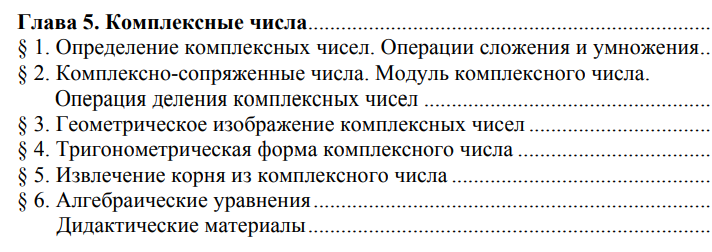 Глава 5. Комплексные числа................................................................
§ 1. Определение комплексных чисел. Операции сложения и умножения..
§ 2. Комплексно-сопряженные числа. Модуль комплексного числа.
Операция деления комплексных чисел ..............................................
§ 3. Геометрическое изображение комплексных чисел .............................
§ 4. Тригонометрическая форма комплексного числа ...............................
§ 5. Извлечение корня из комплексного числа ..........................................
§ 6. Алгебраические уравнения................................................................
Дидактические материалы.................................................................